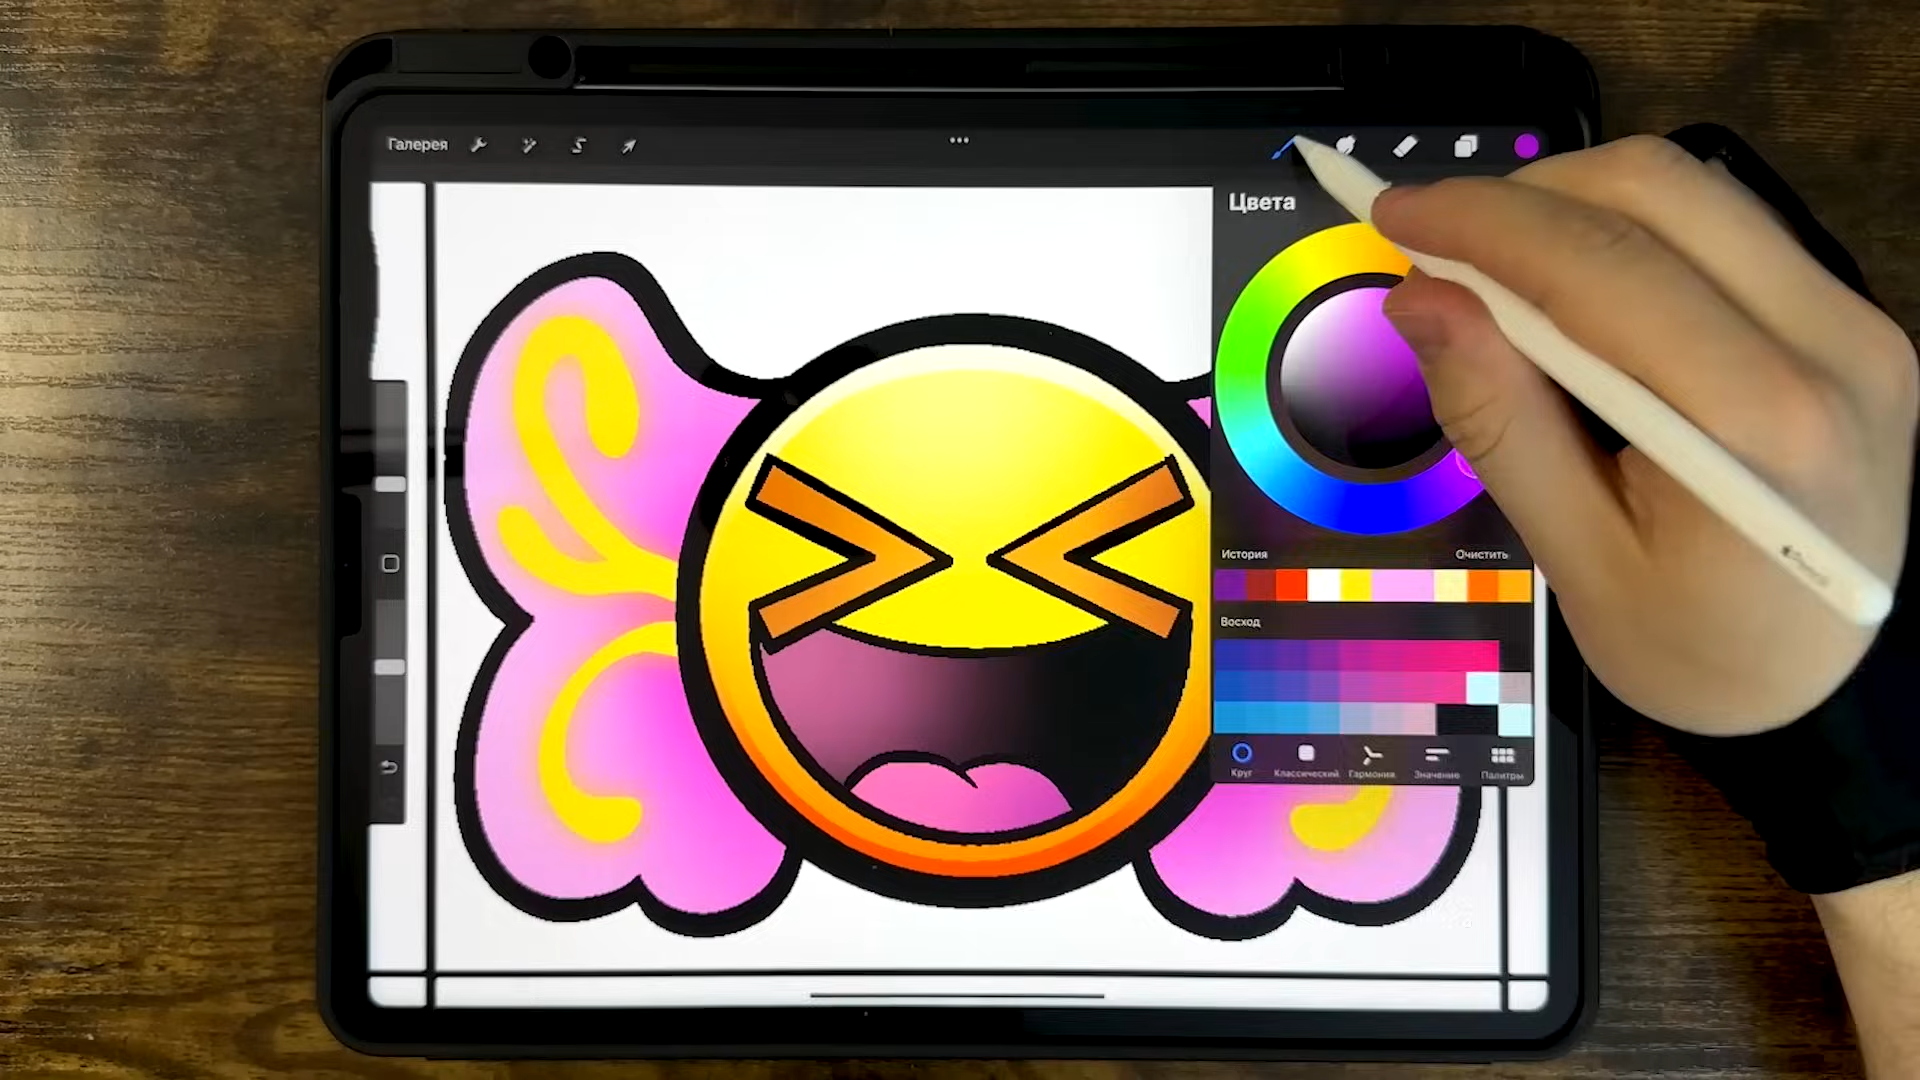 Галерея
Цвета
История
Очистить
Восход
Круг
Классический
Гармония
Значение
Палитры